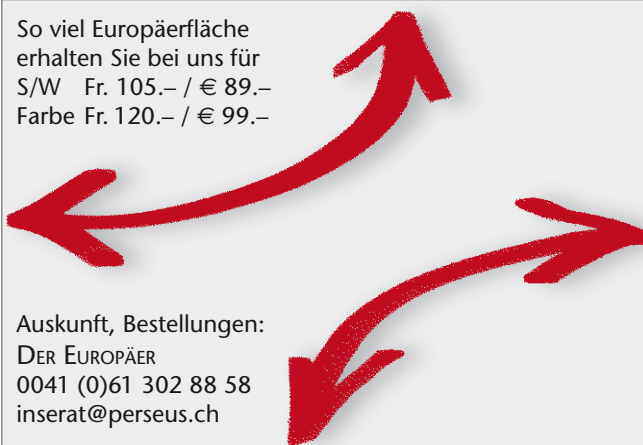 So viel Europäerfläche
erhalten Sie bei uns für
S/W Fr. 105.– / € 89.–
Farbe Fr. 120.– / € 99.–
Auskunft, Bestellungen:
DER EUROPÄER
0041 (0)61 302 88 58
inserat@perseus.ch